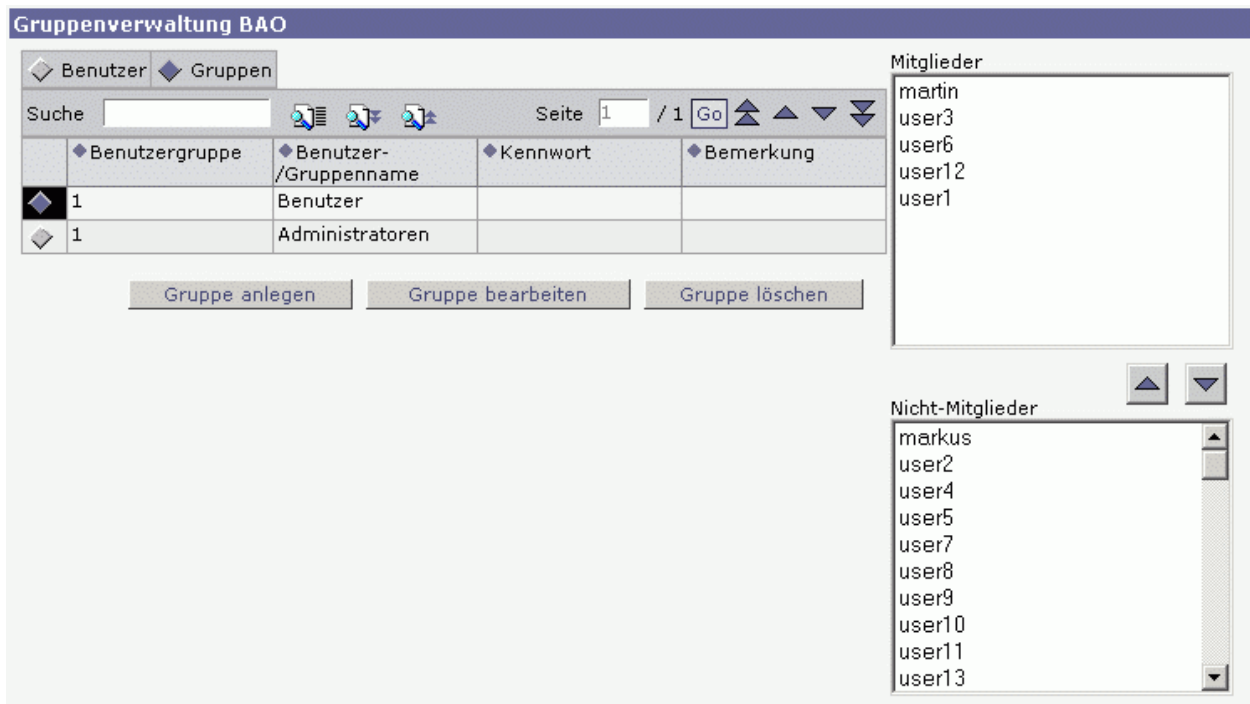 Gruppenverwaltung BAO
Benutzer Gruppen
Suche Seite 1 / 1 Go
Benutzergruppe Benutzer- Kennwort Bemerkung
/Gruppenname
1 Benutzer
1 Administratoren
Gruppe anlegen Gruppe bearbeiten Gruppe löschen
Mitglieder
martin
user3
user6
user12
user1
Nicht-Mitglieder
markus
user2
user4
user5
user7
user8
user9
user10
user11
user13